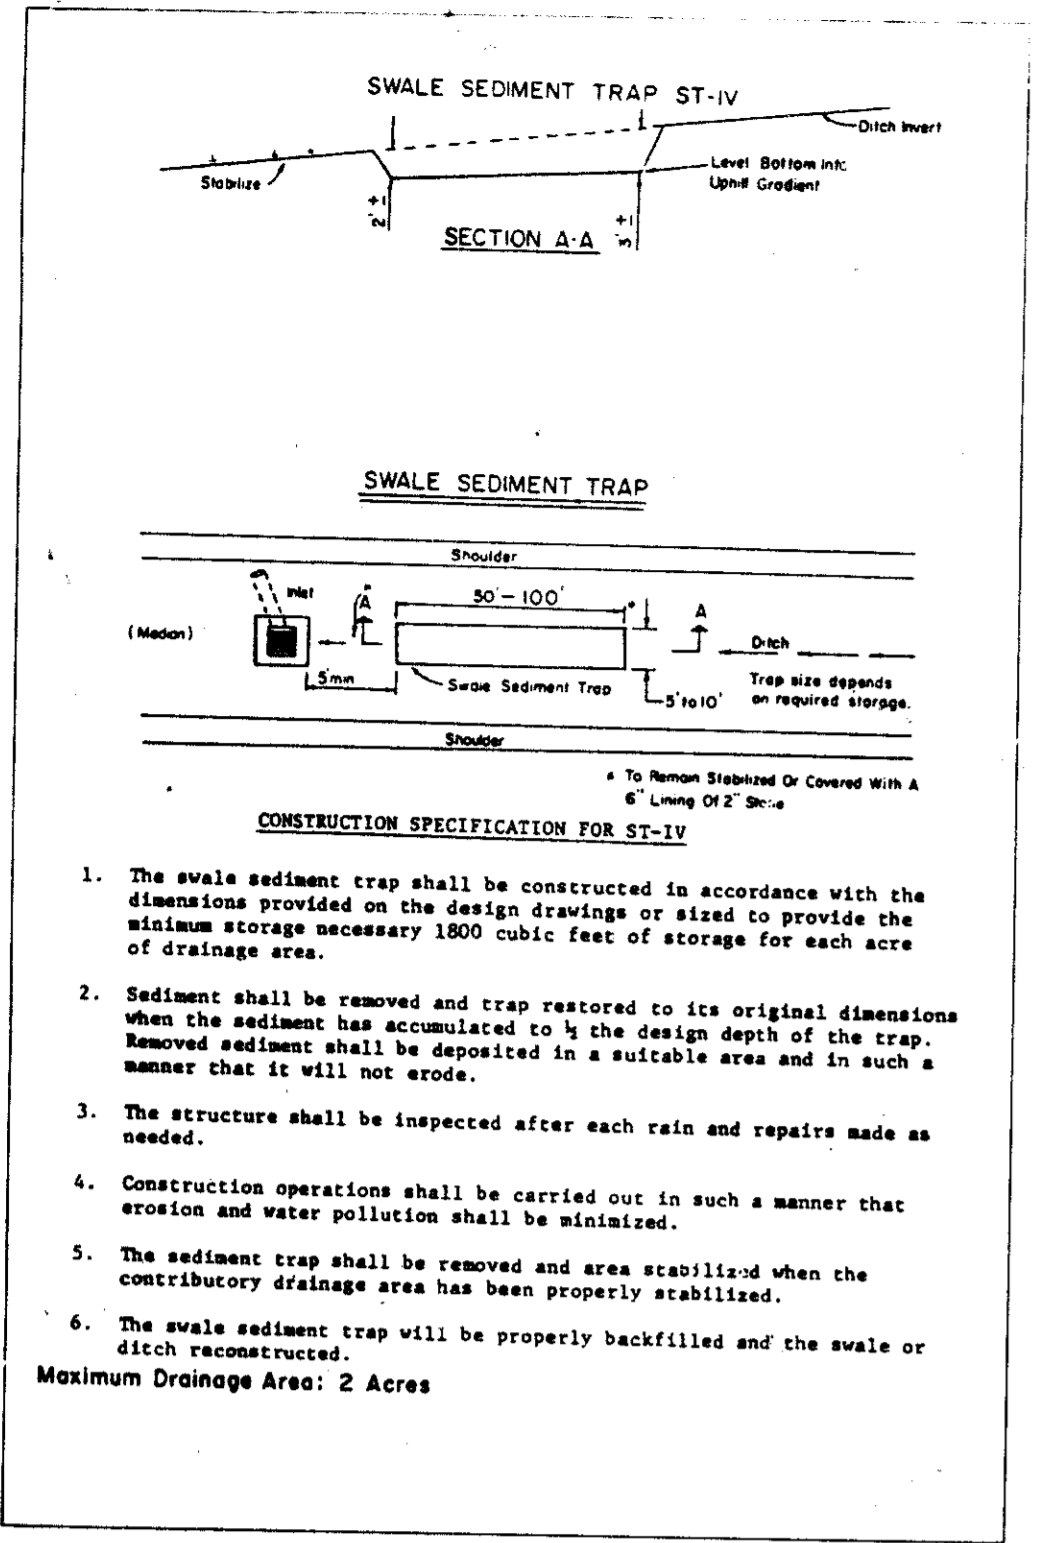 SWALE SEDIMENT TRAP ST-IV
Ditch Invert
Level Bottom Into
Uphill Gradient
Stabilize
2' ±1
3' ±1
SECTION A-A
SWALE SEDIMENT TRAP
Shoulder
Inlet
*
A
50' - 100'
*
A
(Median)
Ditch
5' min
Swale Sediment Trap
5' to 10'
Trap size depends
on required storage.
Shoulder
* To Remain Stabilized Or Covered With A
6" Lining Of 2" Stone
CONSTRUCTION SPECIFICATION FOR ST-IV
1. The swale sediment trap shall be constructed in accordance with the
dimensions provided on the design drawings or sized to provide the
minimum storage necessary 1800 cubic feet of storage for each acre
of drainage area.
2. Sediment shall be removed and trap restored to its original dimensions
when the sediment has accumulated to ½ the design depth of the trap.
Removed sediment shall be deposited in a suitable area and in such a
manner that it will not erode.
3. The structure shall be inspected after each rain and repairs made as
needed.
4. Construction operations shall be carried out in such a manner that
erosion and water pollution shall be minimized.
5. The sediment trap shall be removed and area stabilized when the
contributory drainage area has been properly stabilized.
6. The swale sediment trap will be properly backfilled and the swale or
ditch reconstructed.
Maximum Drainage Area: 2 Acres